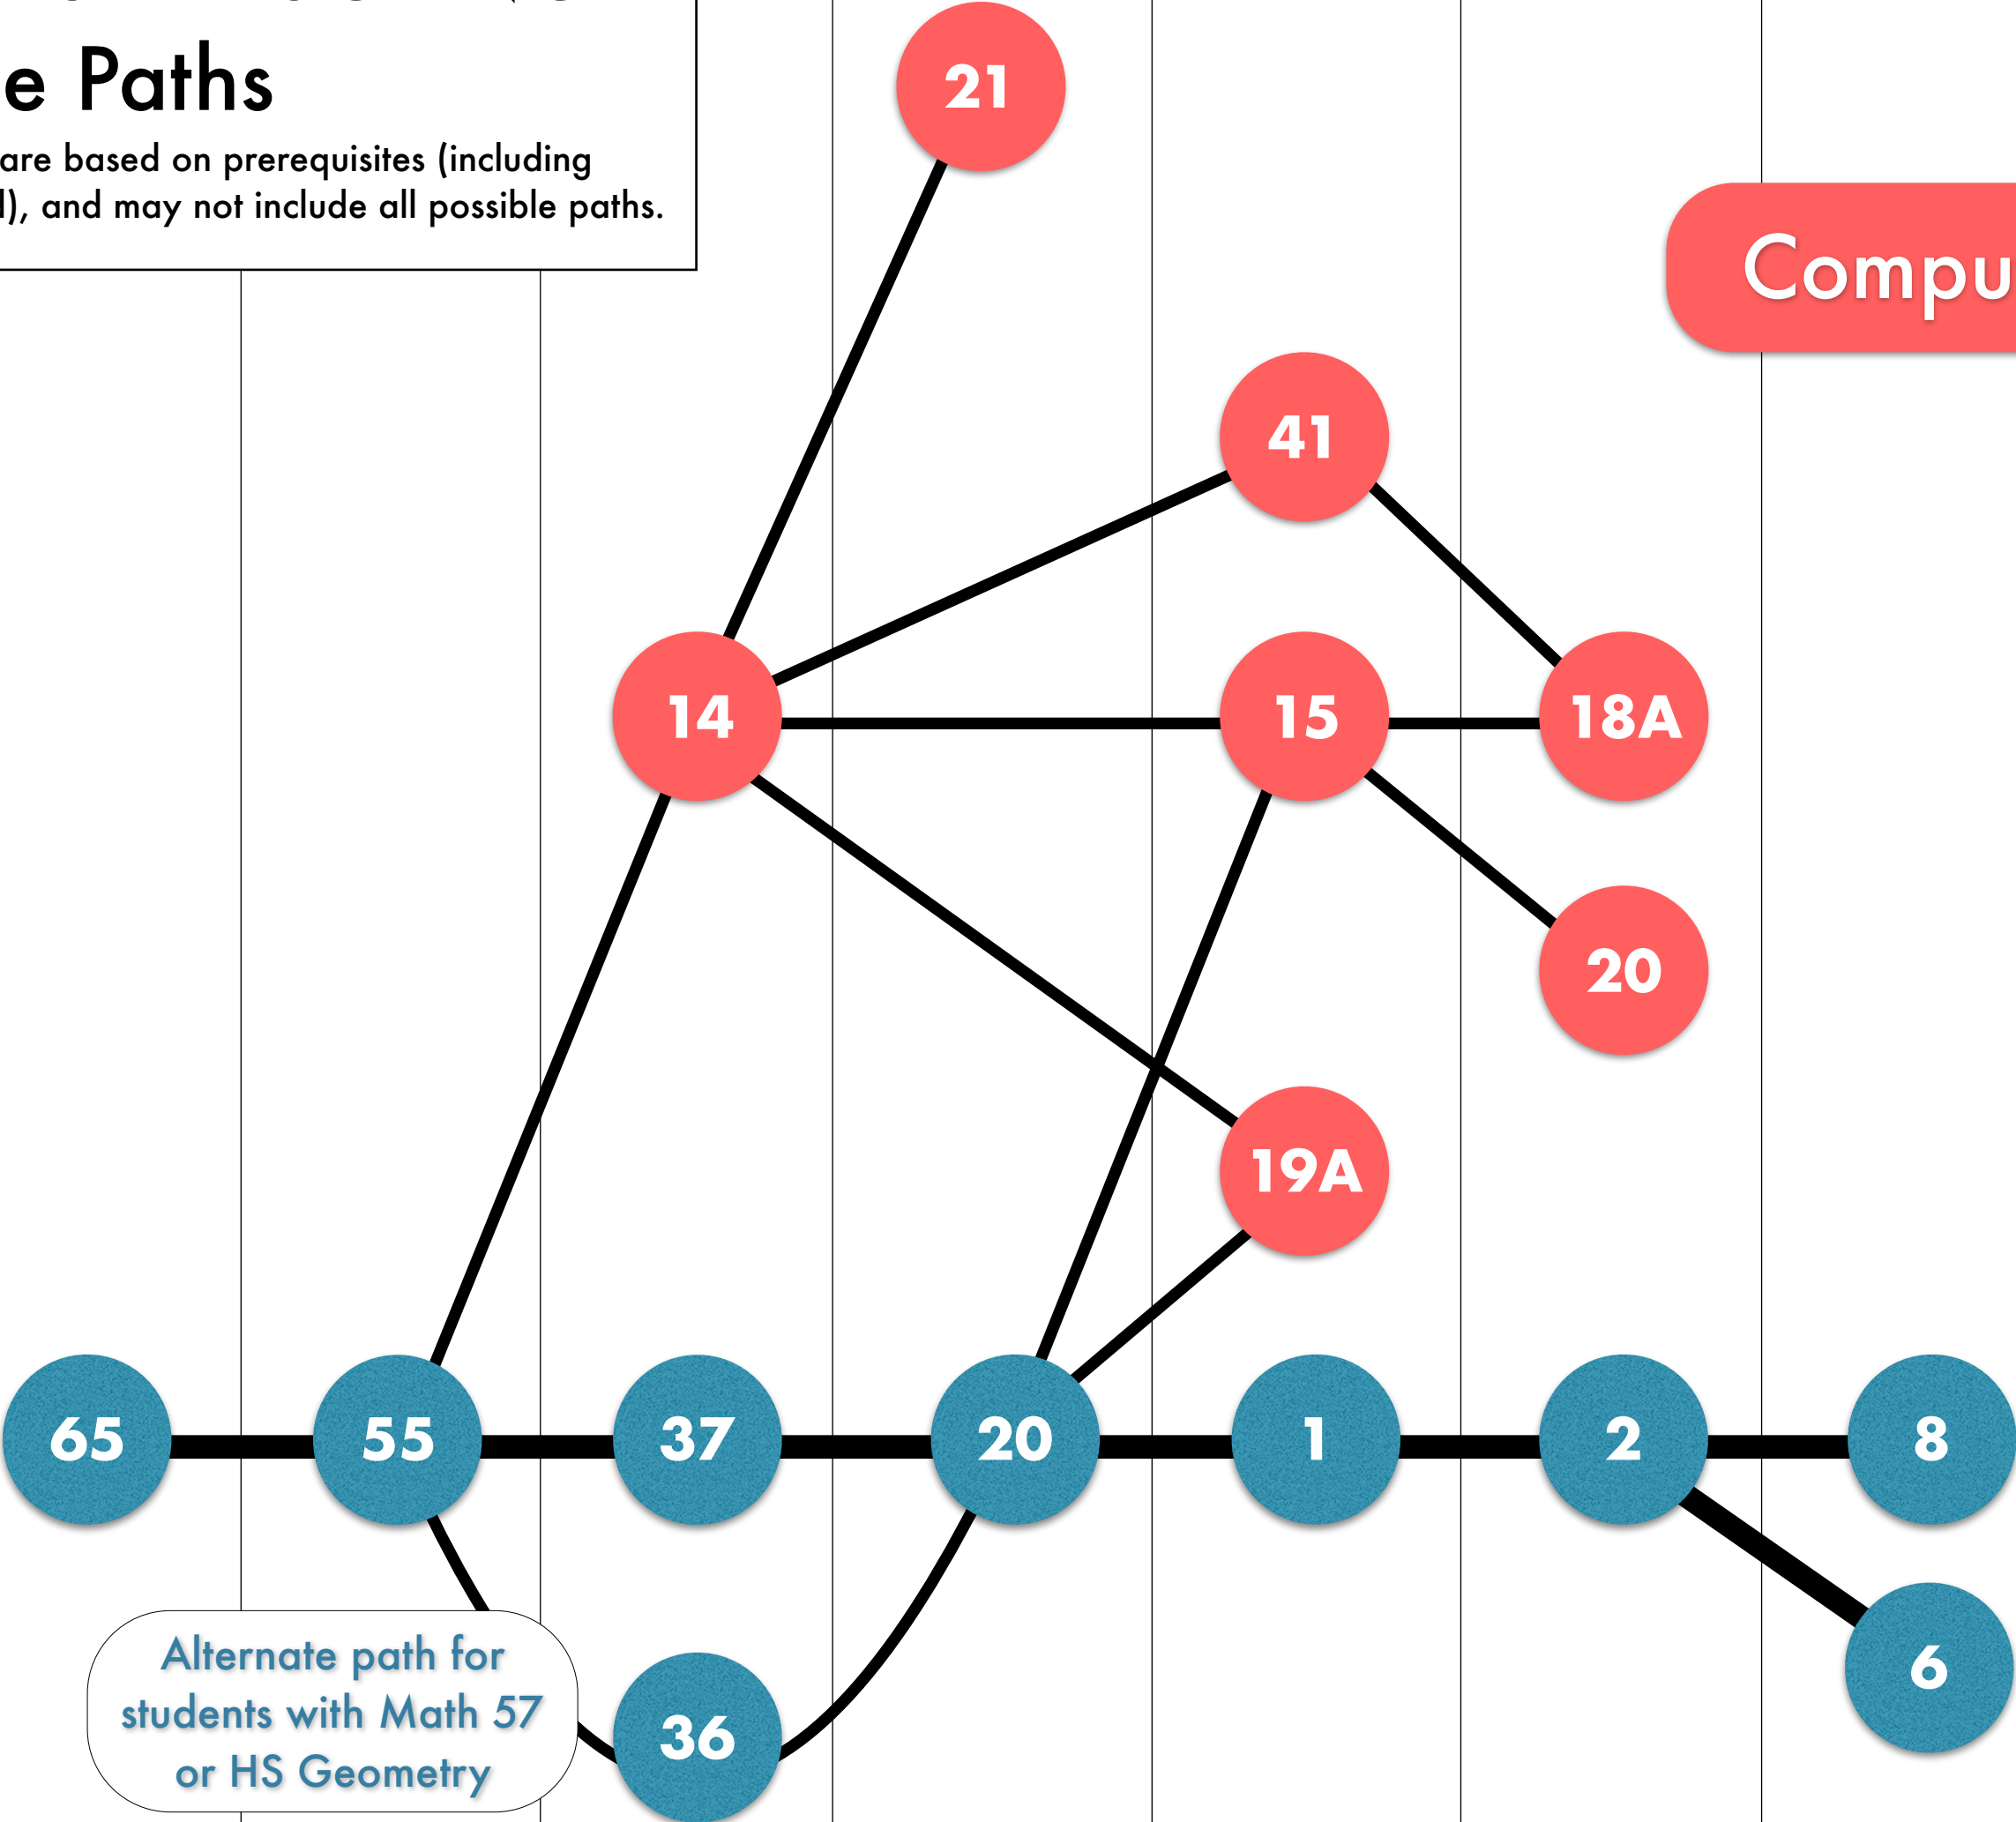 e Paths
are based on prerequisites (including
), and may not include all possible paths.
21
Compu
41
14
15
18A
20
19A
65
55
37
20
1
2
8
Alternate path for
students with Math 57
or HS Geometry
36
6